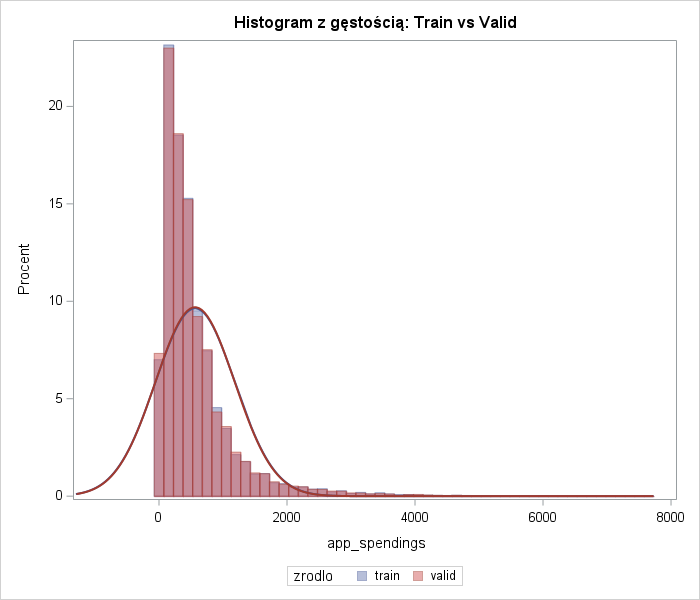 Histogram z gęstością: Train vs Valid
Procent
20
15
10
5
0
0 2000 4000 6000 8000
app_spendings
zrodlo train valid